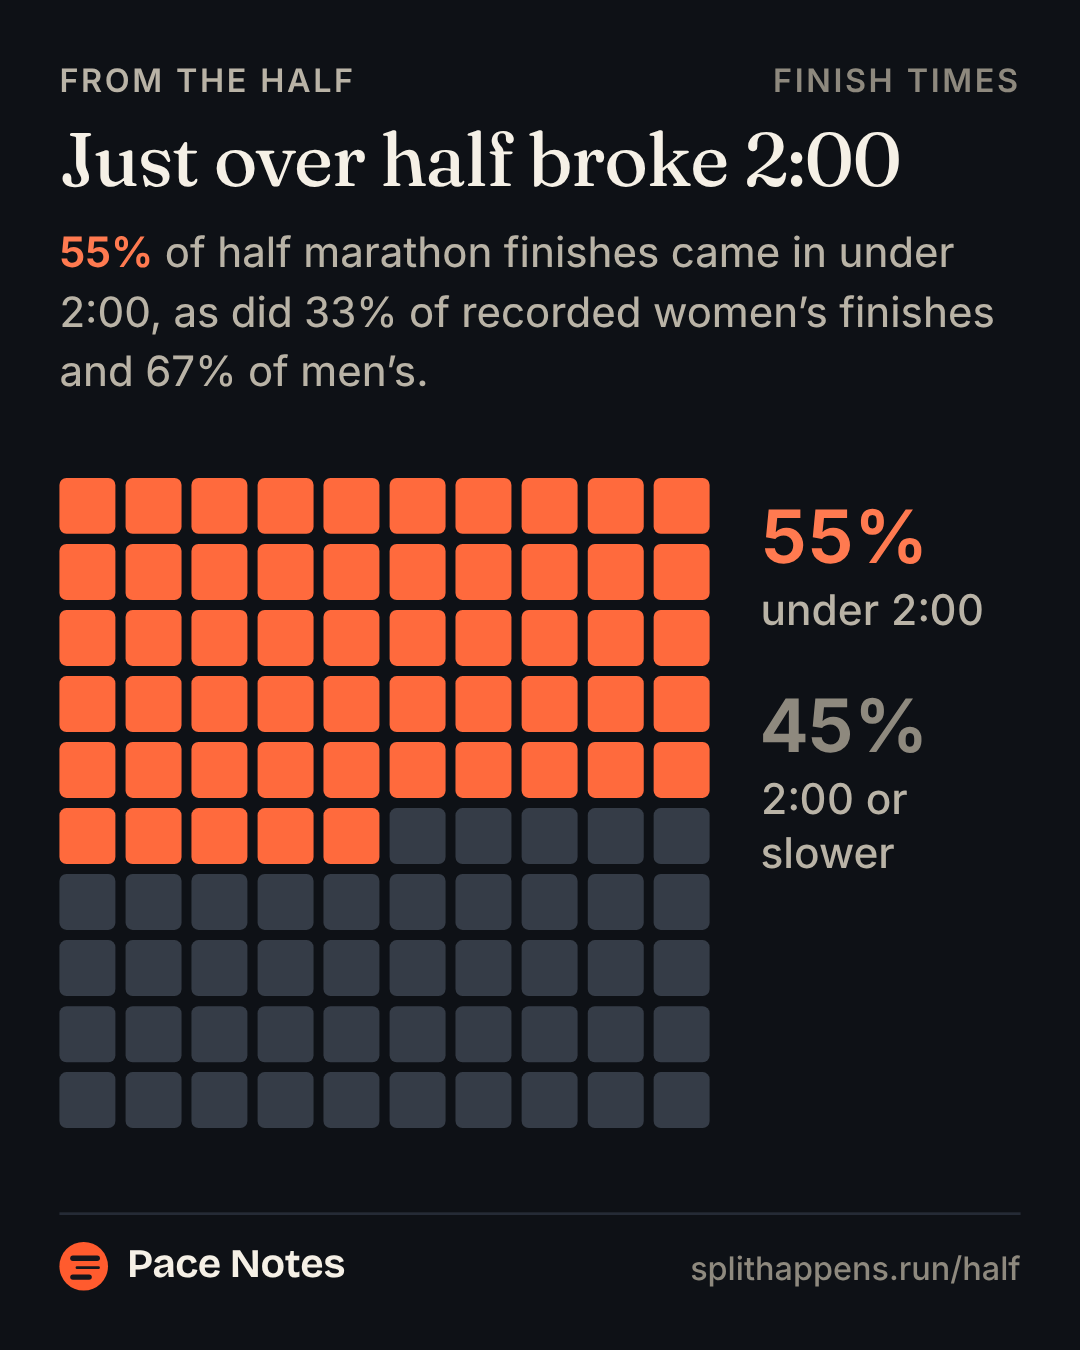 FROM THE HALF
FINISH TIMES
Just over half broke 2:00
55% of half marathon finishes came in under
2:00, as did 33% of recorded women’s finishes
and 67% of men’s.
55%
under 2:00
45%
2:00 or
slower
Pace Notes
splithappens.run/half